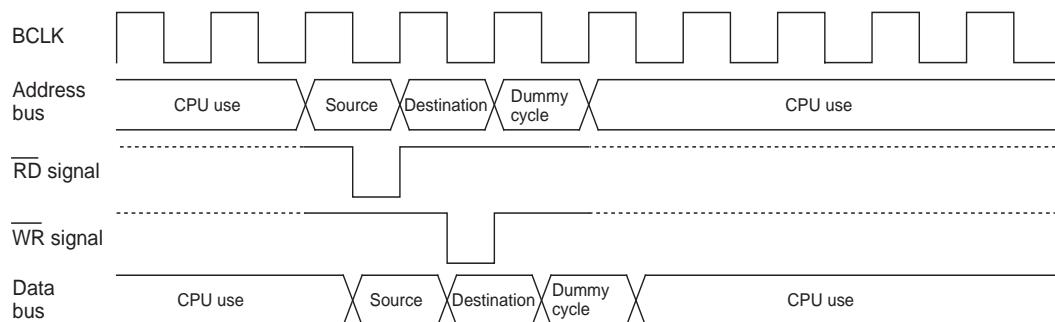 BCLK
Address
bus
CPU use
Source
Destination
Dummy
cycle
CPU use
RD signal
WR signal
Data
bus
CPU use
Source
Destination
Dummy
cycle
CPU use